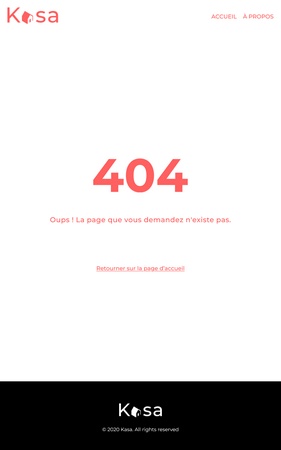 Kasa
ACCUEIL À PROPOS
404
Oups ! La page que vous demandez n'existe pas.
Retourner sur la page d'accueil
Kasa
© 2020 Kasa. All rights reserved